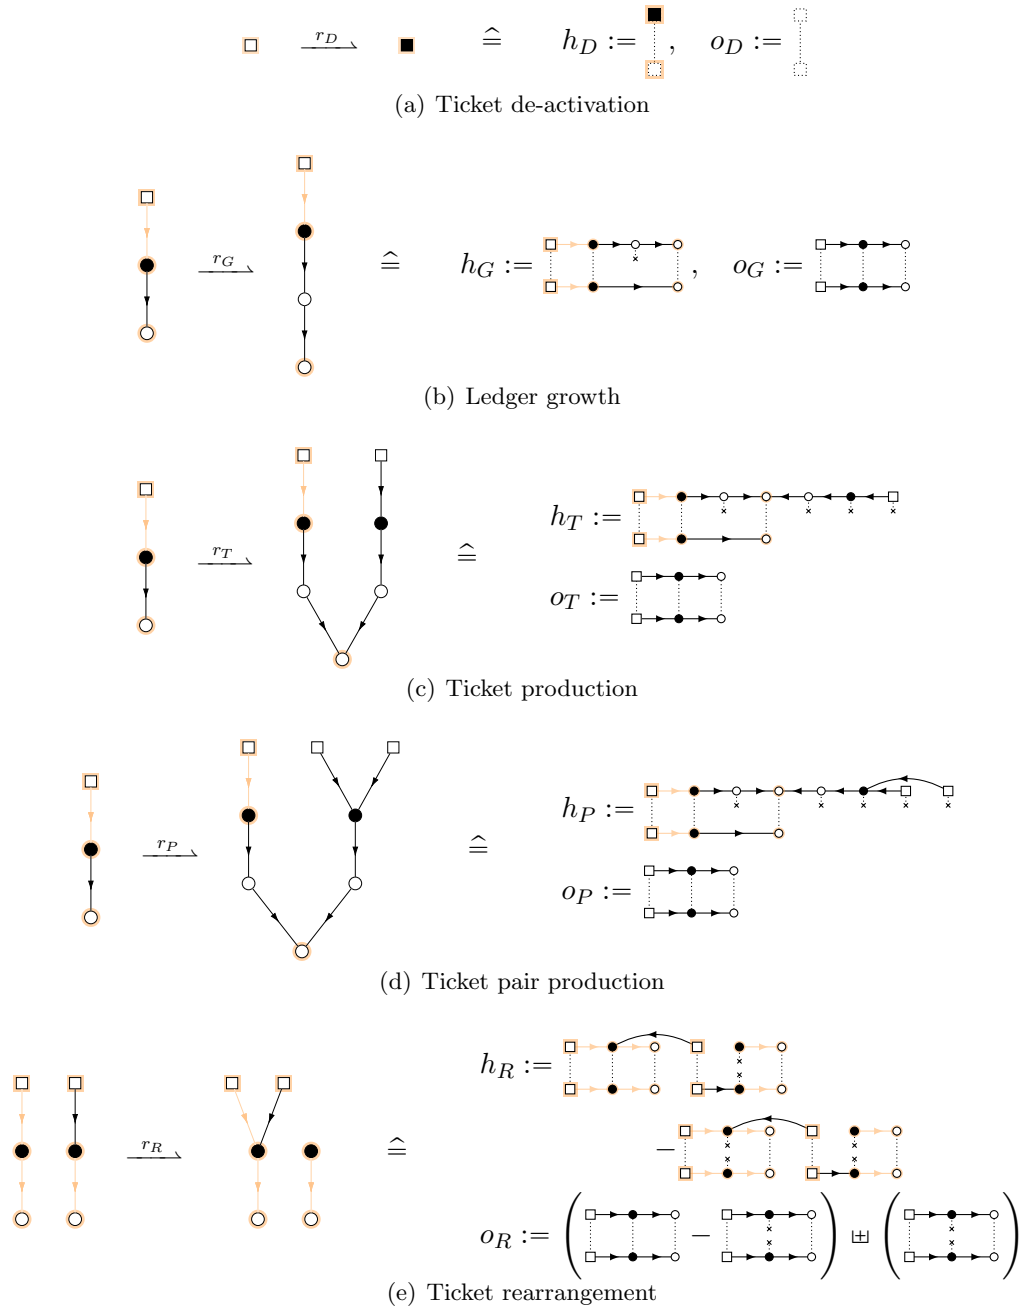 r_D ≙ h_D := , o_D :=
(a) Ticket de-activation
r_G ≙ h_G := , o_G :=
(b) Ledger growth
r_T ≙ h_T :=
o_T :=
(c) Ticket production
r_P ≙ h_P :=
o_P :=
(d) Ticket pair production
r_R ≙ h_R :=
−
o_R := ( − ) ⊞ ( )
(e) Ticket rearrangement